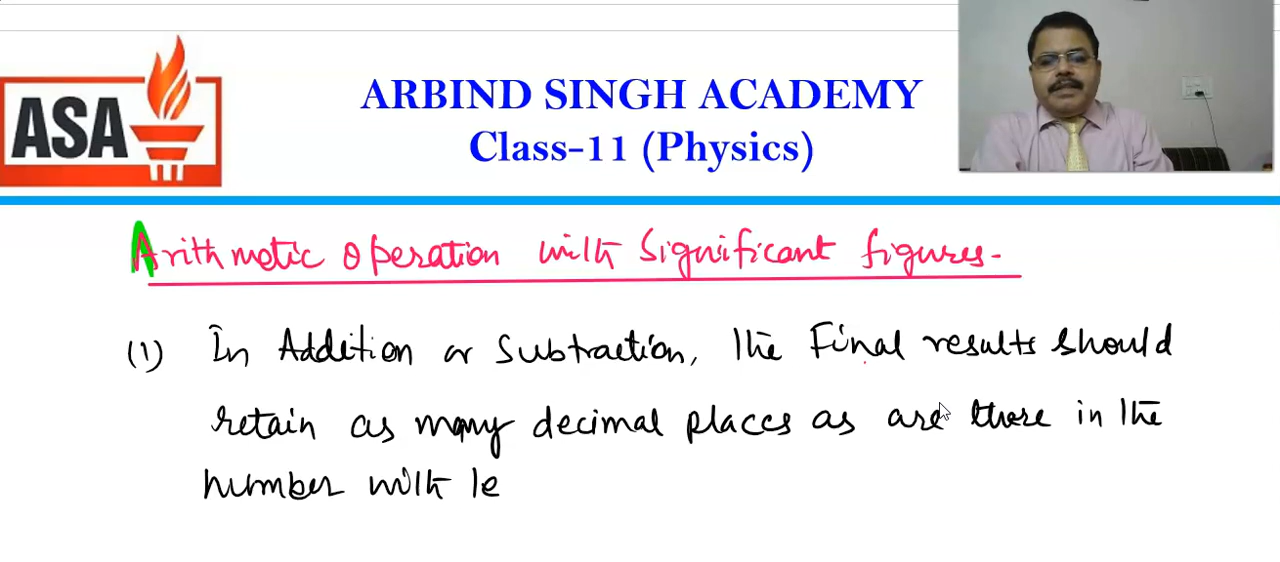 ASA
ARBIND SINGH ACADEMY
Class-11 (Physics)
Arithmetic operation with Significant figures.
(1) In Addition or Subtraction, the Final results should
retain as many decimal places as are there in the
number with le